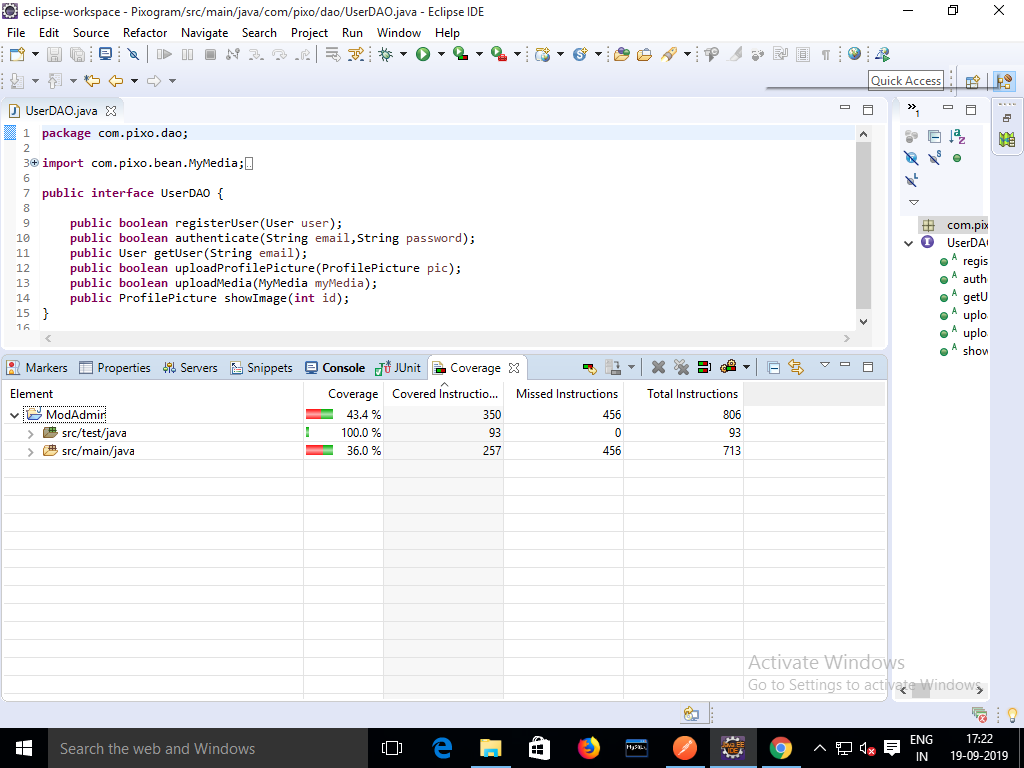 eclipse-workspace - Pixogram/src/main/java/com/pixo/dao/UserDAO.java - Eclipse IDE
File Edit Source Refactor Navigate Search Project Run Window Help
Quick Access
UserDAO.java
1 package com.pixo.dao;
2
3 import com.pixo.bean.MyMedia;
6
7 public interface UserDAO {
8
9 public boolean registerUser(User user);
10 public boolean authenticate(String email,String password);
11 public User getUser(String email);
12 public boolean uploadProfilePicture(ProfilePicture pic);
13 public boolean uploadMedia(MyMedia myMedia);
14 public ProfilePicture showImage(int id);
15 }
16
com.pix
UserDA
regis
auth
getU
uplo
uplo
show
Markers Properties Servers Snippets Console JUnit Coverage
Element Coverage Covered Instructio... Missed Instructions Total Instructions
ModAdmin 43.4 % 350 456 806
src/test/java 100.0 % 93 0 93
src/main/java 36.0 % 257 456 713
Activate Windows
Go to Settings to activate Windows.
Search the web and Windows
MySQL
ENG
IN
17:22
19-09-2019